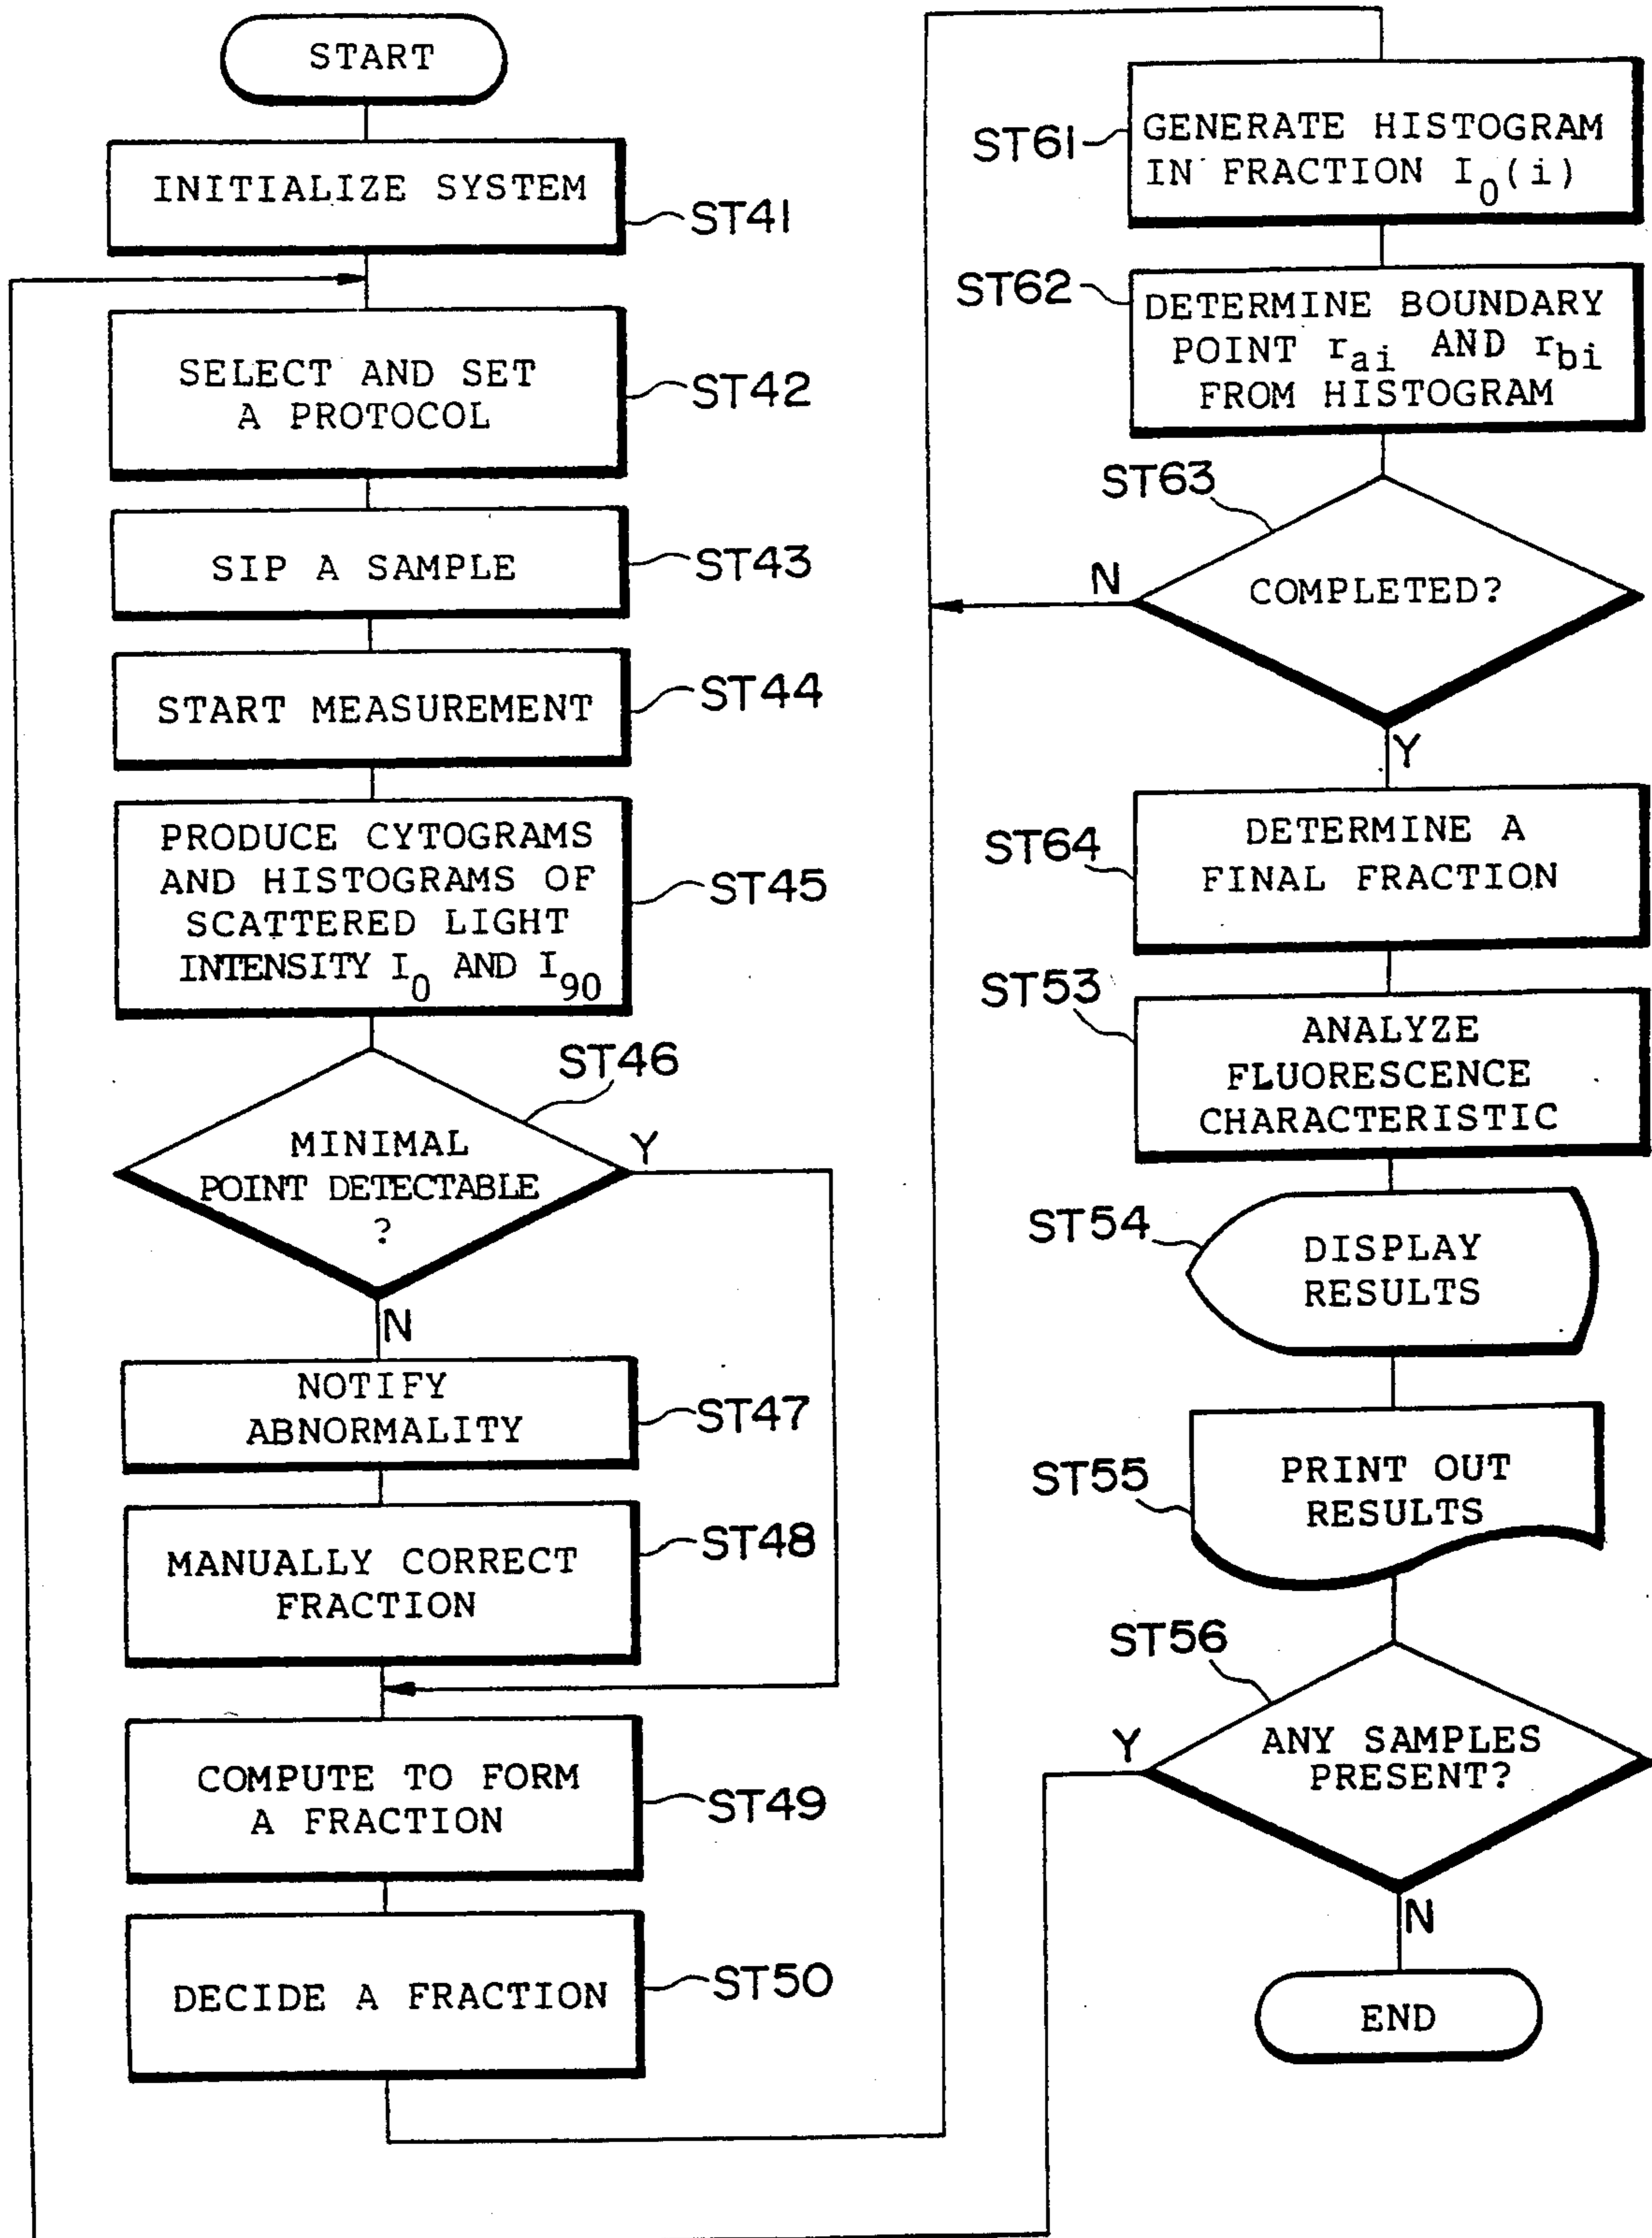 START
INITIALIZE SYSTEM
ST41
SELECT AND SET
A PROTOCOL
ST42
SIP A SAMPLE
ST43
START MEASUREMENT
ST44
PRODUCE CYTOGRAMS
AND HISTOGRAMS OF
SCATTERED LIGHT
INTENSITY I0 AND I90
ST45
ST46
MINIMAL
POINT DETECTABLE
?
Y
N
NOTIFY
ABNORMALITY
ST47
MANUALLY CORRECT
FRACTION
ST48
COMPUTE TO FORM
A FRACTION
ST49
DECIDE A FRACTION
ST50
ST61
GENERATE HISTOGRAM
IN FRACTION I0(i)
ST62
DETERMINE BOUNDARY
POINT rai AND rbi
FROM HISTOGRAM
ST63
COMPLETED?
N
Y
ST64
DETERMINE A
FINAL FRACTION
ST53
ANALYZE
FLUORESCENCE
CHARACTERISTIC
ST54
DISPLAY
RESULTS
ST55
PRINT OUT
RESULTS
ST56
ANY SAMPLES
PRESENT?
Y
N
END